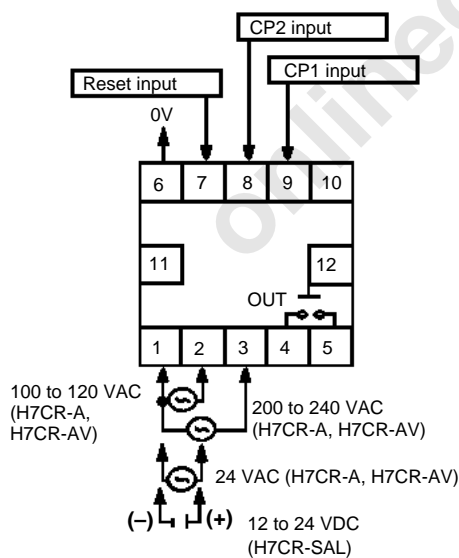 CP2 input
CP1 input
Reset input
0V
6 7 8 9 10
11 12
OUT
1 2 3 4 5
100 to 120 VAC
(H7CR-A,
H7CR-AV)
200 to 240 VAC
(H7CR-A, H7CR-AV)
24 VAC (H7CR-A, H7CR-AV)
(−) (+)
12 to 24 VDC
(H7CR-SAL)
onlinec